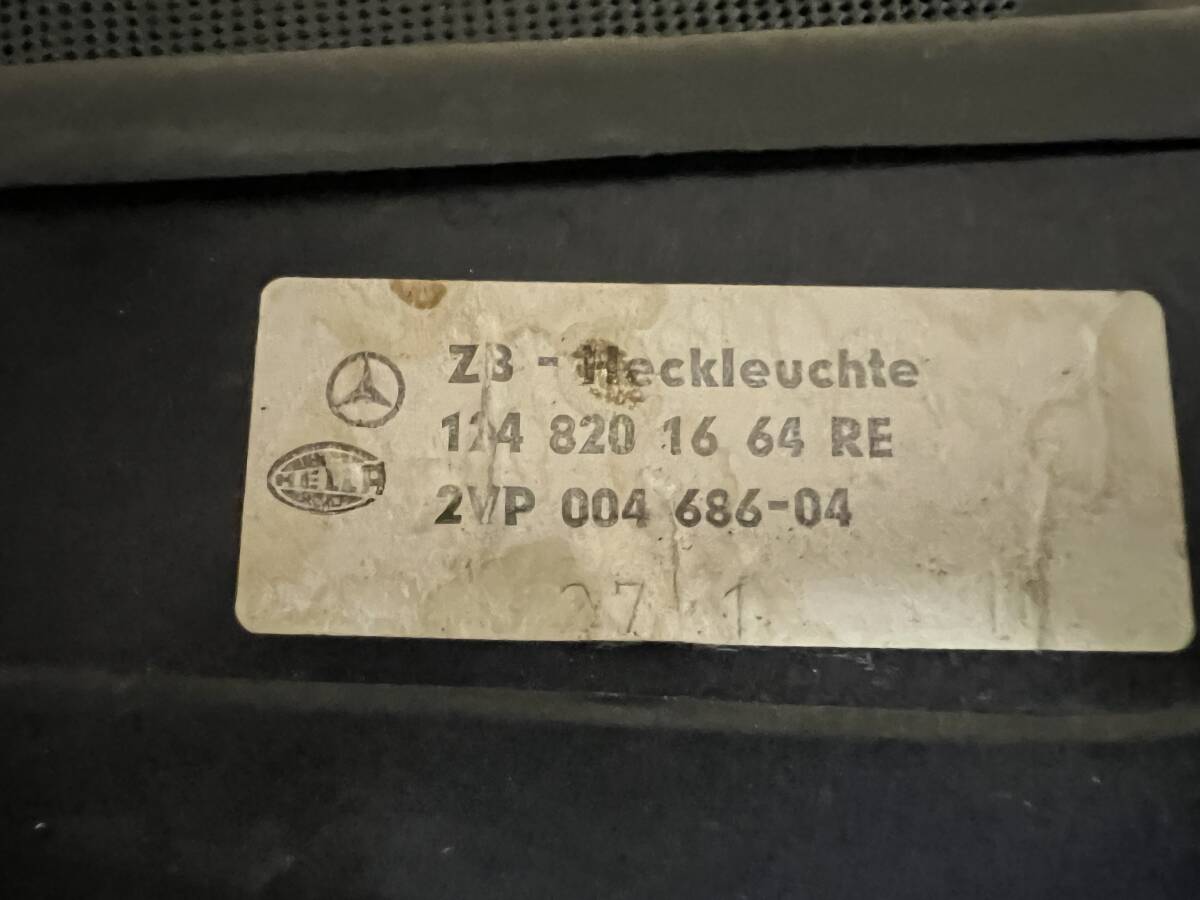 ZB - Heckleuchte
124 820 16 64 RE
HELLA
2VP 004 686-04